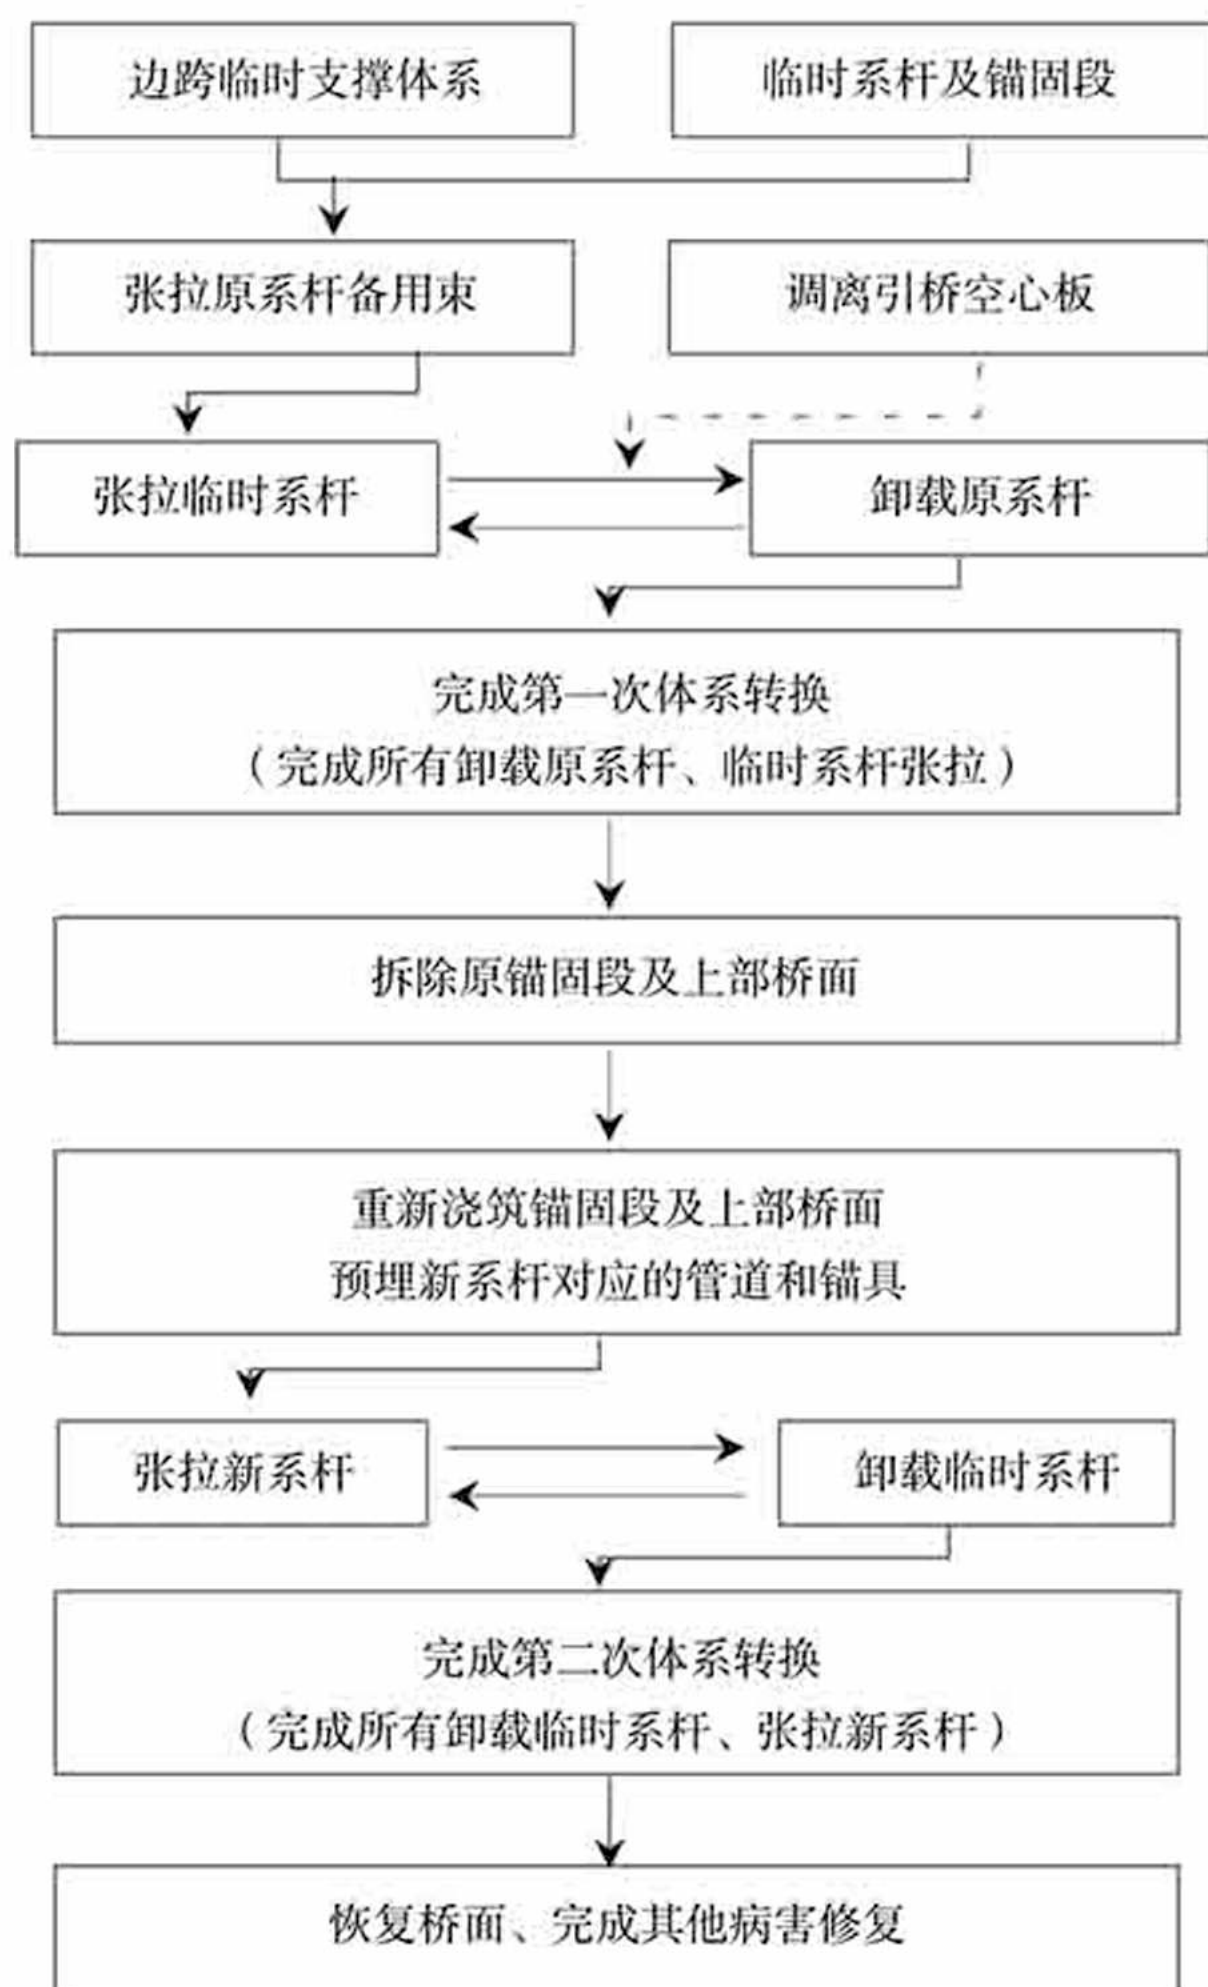 边跨临时支撑体系
临时系杆及锚固段
张拉原系杆备用束
调离引桥空心板
张拉临时系杆
卸载原系杆
完成第一次体系转换
（完成所有卸载原系杆、临时系杆张拉）
拆除原锚固段及上部桥面
重新浇筑锚固段及上部桥面
预埋新系杆对应的管道和锚具
张拉新系杆
卸载临时系杆
完成第二次体系转换
（完成所有卸载临时系杆、张拉新系杆）
恢复桥面、完成其他病害修复